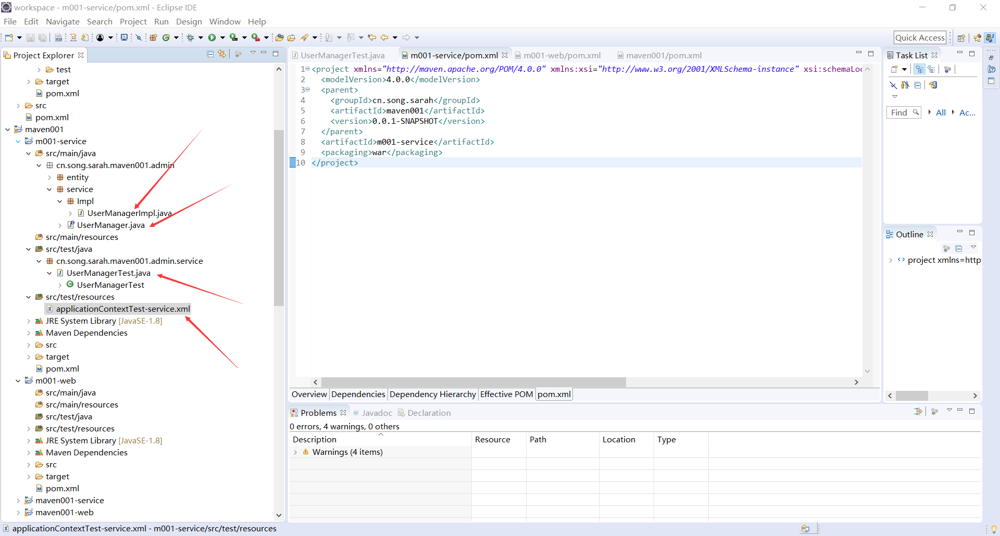 workspace - m001-service/pom.xml - Eclipse IDE
File Edit Navigate Search Project Run Design Window Help
Quick Access
Project Explorer
test
target
pom.xml
src
pom.xml
maven001
m001-service
src/main/java
cn.song.sarah.maven001.admin
entity
service
Impl
UserManagerImpl.java
UserManager.java
src/main/resources
src/test/java
cn.song.sarah.maven001.admin.service
UserManagerTest.java
UserManagerTest
src/test/resources
applicationContextTest-service.xml
JRE System Library [JavaSE-1.8]
Maven Dependencies
src
target
pom.xml
m001-web
src/main/java
src/main/resources
src/test/java
src/test/resources
JRE System Library [JavaSE-1.8]
Maven Dependencies
src
target
pom.xml
maven001-service
maven001-web
UserManagerTest.java m001-service/pom.xml m001-web/pom.xml maven001/pom.xml
1 <project xmlns="http://maven.apache.org/POM/4.0.0" xmlns:xsi="http://www.w3.org/2001/XMLSchema-instance" xsi:schemaLoc
2 <modelVersion>4.0.0</modelVersion>
3 <parent>
4 <groupId>cn.song.sarah</groupId>
5 <artifactId>maven001</artifactId>
6 <version>0.0.1-SNAPSHOT</version>
7 </parent>
8 <artifactId>m001-service</artifactId>
9 <packaging>war</packaging>
10 </project>
Overview Dependencies Dependency Hierarchy Effective POM pom.xml
Problems @ Javadoc Declaration
0 errors, 4 warnings, 0 others
Description Resource Path Location Type
Warnings (4 items)
Task List
Find All Ac...
Outline
project xmlns=http
applicationContextTest-service.xml - m001-service/src/test/resources